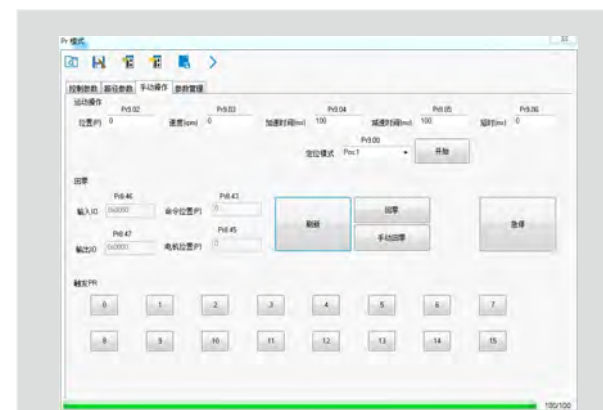 Pr 模式
控制参数 路径参数 手动操作 参数管理
运动操作
Pr9.02 Pr9.03 Pr9.04 Pr9.05 Pr9.06
位置(P) 0 速度(rpm) 0 加速时间(ms) 100 减速时间(ms) 100 延时(ms) 0
Pr9.00
定位模式 Pos:1 开始
回零
Pr8.46 Pr8.43
输入IO 0x0000 命令位置(P) 0
刷新 回零 急停
Pr8.47 Pr8.45
手动回零
输出IO 0x0000 电机位置(P) 0
触发PR
0 1 2 3 4 5 6 7
8 9 10 11 12 13 14 15
100/100